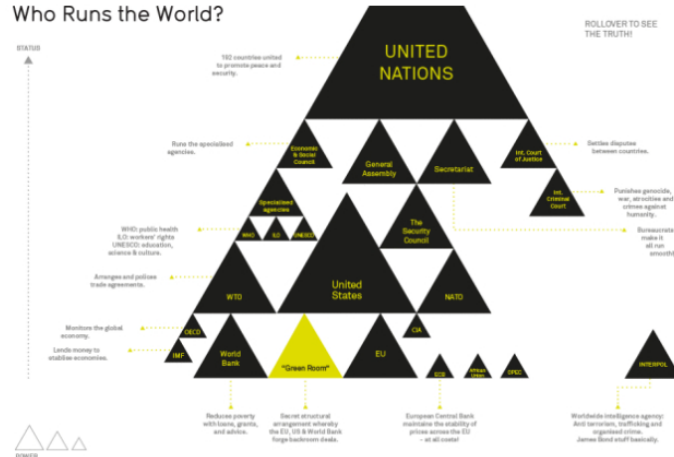 Who Runs the World?
ROLLOVER TO SEE
THE TRUTH!
STATUS
UNITED
NATIONS
192 countries united
to promote peace and
security.
Runs the specialised
agencies.
Economic
& Social
Council
General
Assembly
Secretariat
Int. Court
of Justice
Settles disputes
between countries.
Int.
Criminal
Court
Punishes genocide,
war, atrocities and
crimes against
humanity.
Specialised
agencies
WHO
ILO
UNESCO
WHO: public health
ILO: workers' rights
UNESCO: education,
science & culture.
The
Security
Council
Bureaucrats
make it
all run
Arranges and polices
trade agreements.
WTO
United
States
NATO
Monitors the global
economy.
OECD
CIA
Lends money to
stabilise economies.
IMF
World
Bank
"Green Room"
EU
African
Union
OPEC
INTERPOL
Reduces poverty
with loans, grants,
and advice.
Secret structural
arrangement whereby
the EU, US & World Bank
forge backroom deals.
European Central Bank
maintains the stability of
prices across the EU
- at all costs!
Worldwide intelligence agency:
Anti terrorism, trafficking and
organised crime.
James Bond stuff basically.
POWER